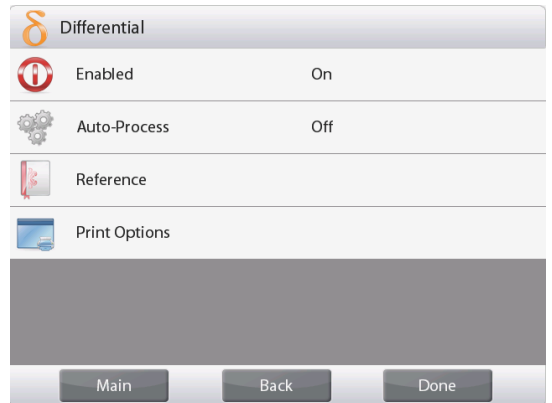 δ Differential
Enabled On
Auto-Process Off
Reference
Print Options
Main Back Done